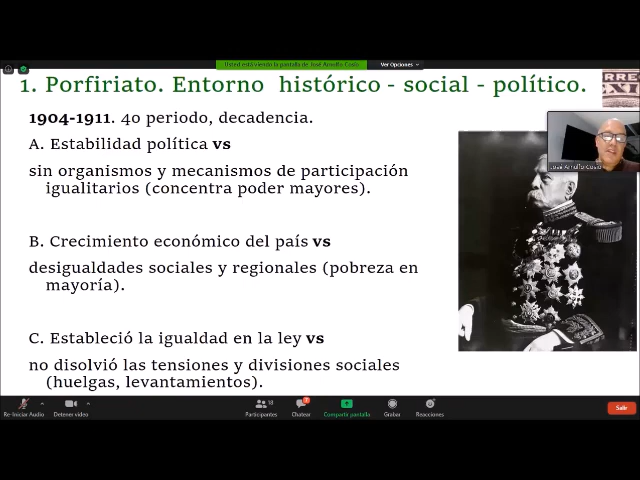 Usted está viendo la pantalla de José Arnulfo Cosío
Ver Opciones
1. Porfiriato. Entorno histórico - social - político.
1904-1911. 4o periodo, decadencia.
A. Estabilidad política vs
sin organismos y mecanismos de participación
igualitarios (concentra poder mayores).
B. Crecimiento económico del país vs
desigualdades sociales y regionales (pobreza en
mayoría).
C. Estableció la igualdad en la ley vs
no disolvió las tensiones y divisiones sociales
(huelgas, levantamientos).
José Arnulfo Cosío
Re-Iniciar Audio
Detener video
Participantes
18
Chatear
Compartir pantalla
Grabar
Reacciones
Salir